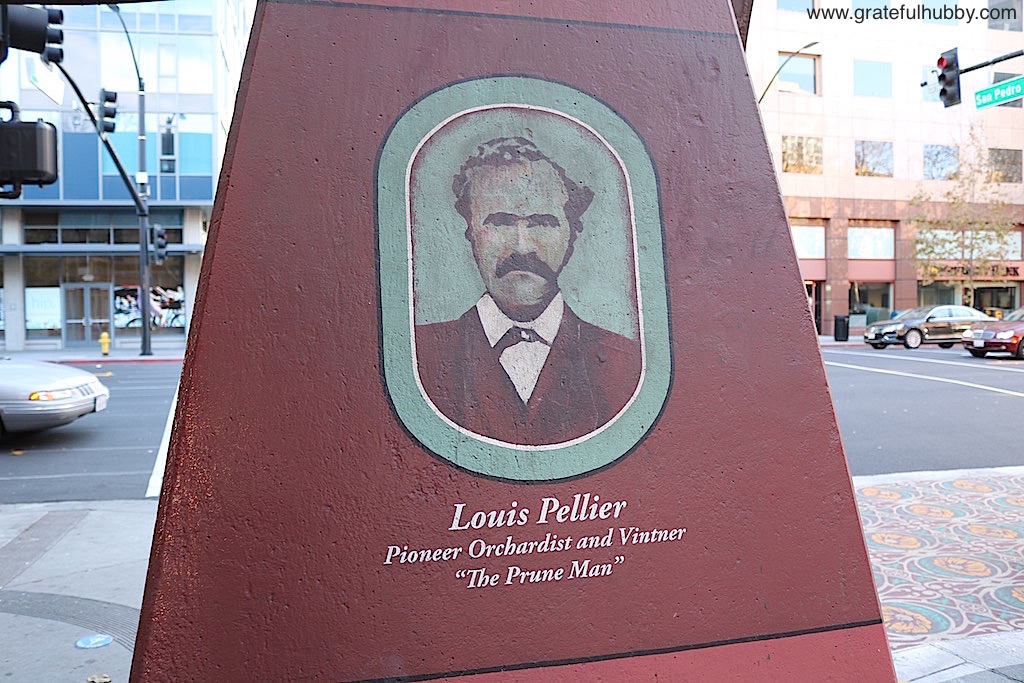 www.gratefulhubby.com
San Pedro
Louis Pellier
Pioneer Orchardist and Vintner
“The Prune Man”